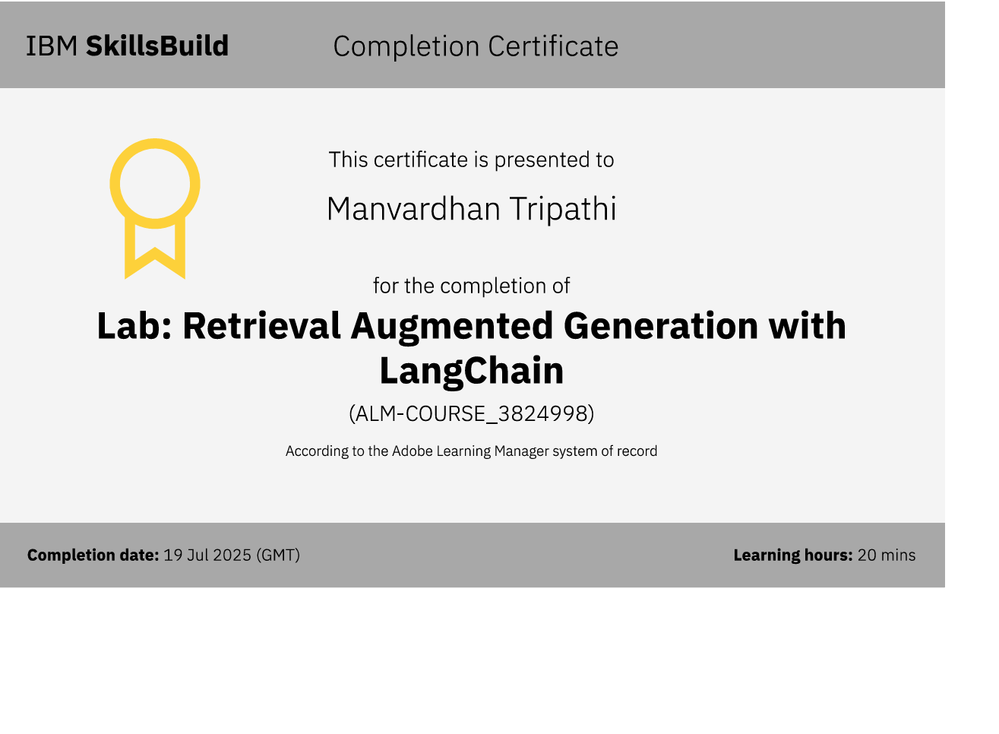 IBM SkillsBuild
Completion Certificate
This certificate is presented to
Manvardhan Tripathi
for the completion of
Lab: Retrieval Augmented Generation with
LangChain
(ALM-COURSE_3824998)
According to the Adobe Learning Manager system of record
Completion date: 19 Jul 2025 (GMT)
Learning hours: 20 mins